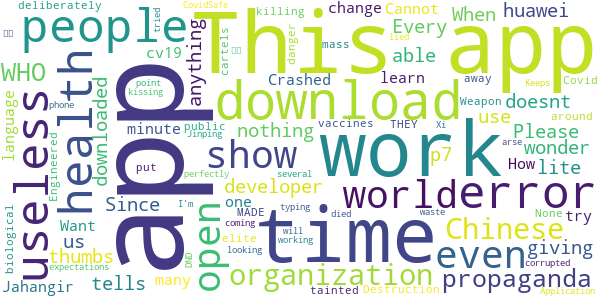 deliberately
CovidSafe
killing
change
Cannot
huawei
WHO
people
This app
tried
cartels
Every
When
danger
able
cv19
anything
mass
Crashed
learn
away
Covid
point
kissing
download
vaccines
THEY
Xi
Weapon
doesnt
health
app
language
downloaded
minute
public
Jinping
nothing
work
use
around
Engineered
phone
put
perfectly
show
p7
How
lite
Please
wonder
arse
useless
Since
I'm
several
developer
world
error
None
try
biological
Want
us
open
one
MADE
typing
died
waste
time
Chinese
even
giving
thumbs
coming
will
working
elite
looking
organization
propaganda
Keeps
expectations
Jahangir
tells
many
DND
tainted
Destruction
corrupted
Application